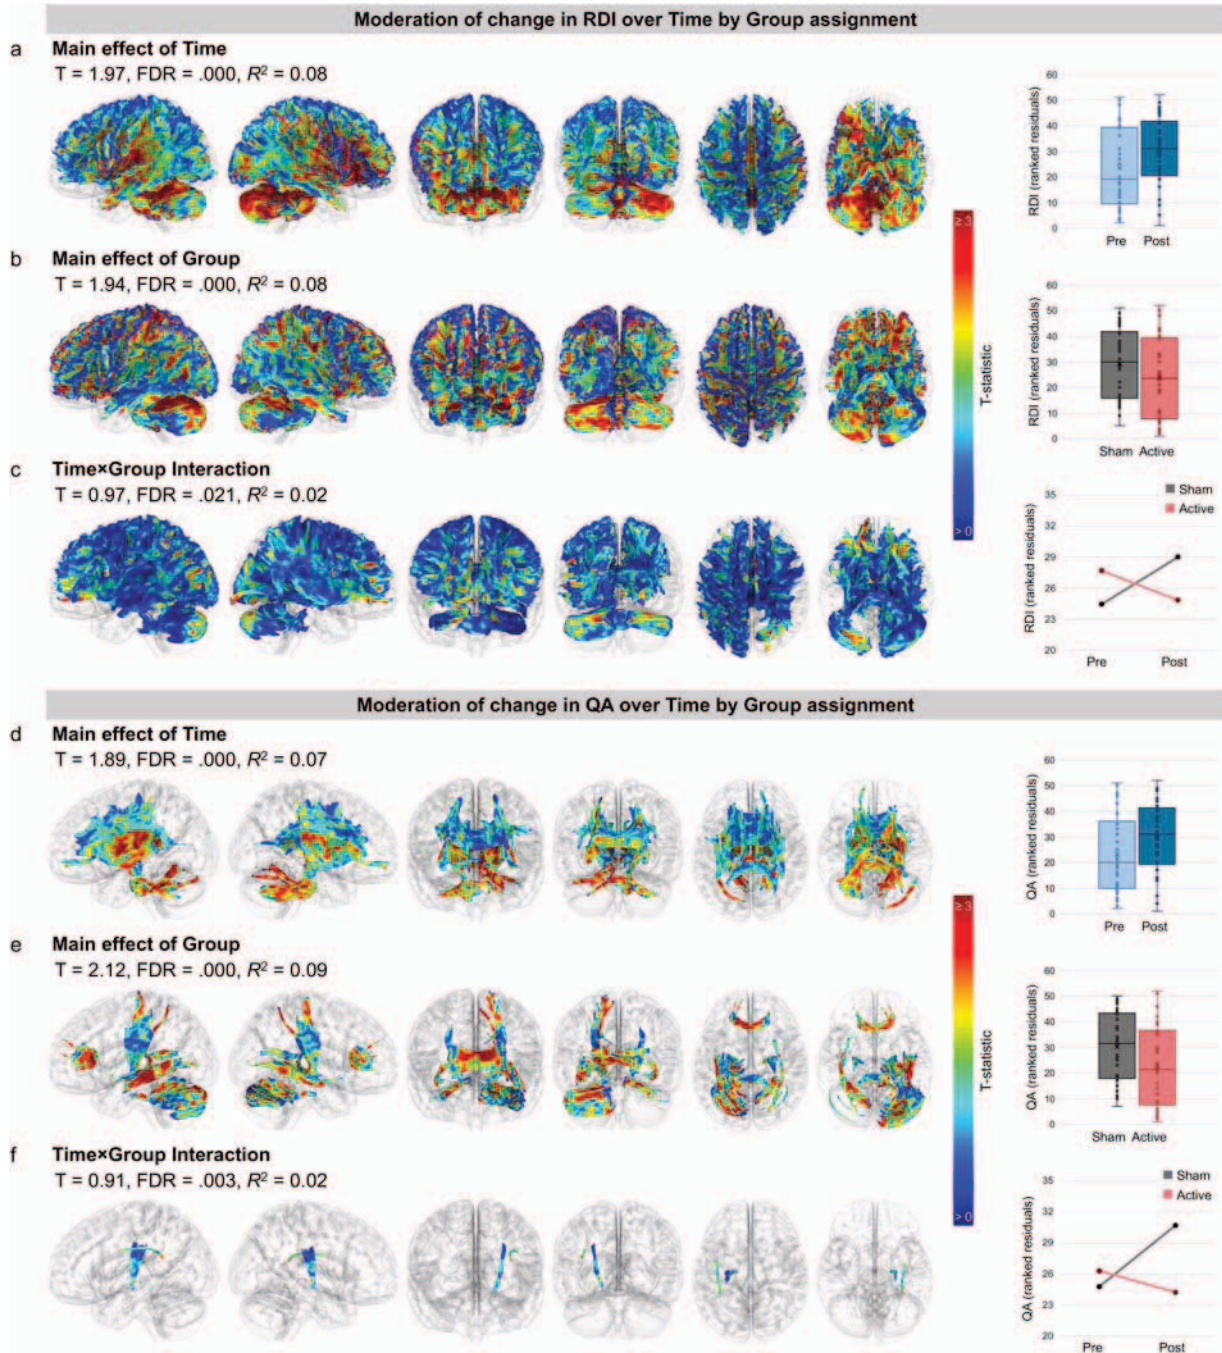 Moderation of change in RDI over Time by Group assignment
a Main effect of Time
T = 1.97, FDR = .000, R² = 0.08
60
50
40
30
20
10
0
RDI (ranked residuals)
Pre Post
b Main effect of Group
T = 1.94, FDR = .000, R² = 0.08
60
50
40
30
20
10
0
RDI (ranked residuals)
Sham Active
≥ 3
T-statistic
> 0
c Time×Group Interaction
T = 0.97, FDR = .021, R² = 0.02
Sham
Active
35
32
29
26
23
20
RDI (ranked residuals)
Pre Post
Moderation of change in QA over Time by Group assignment
d Main effect of Time
T = 1.89, FDR = .000, R² = 0.07
60
50
40
30
20
10
0
QA (ranked residuals)
Pre Post
e Main effect of Group
T = 2.12, FDR = .000, R² = 0.09
60
50
40
30
20
10
0
QA (ranked residuals)
Sham Active
≥ 3
T-statistic
> 0
f Time×Group Interaction
T = 0.91, FDR = .003, R² = 0.02
Sham
Active
35
32
29
26
23
20
QA (ranked residuals)
Pre Post